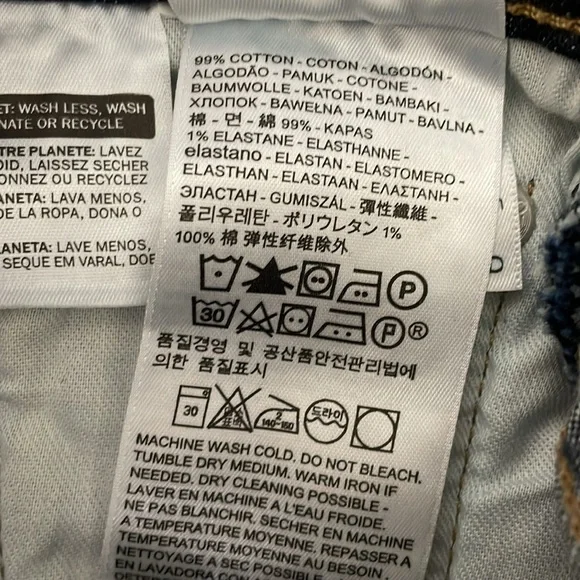 ET: WASH LESS, WASH
NATE OR RECYCLE
TRE PLANETE: LAVEZ
OID, LAISSEZ SECHER
ONNEZ OU RECYCLEZ
ANETA: LAVA MENOS,
DE LA ROPA, DONA O
LANETA: LAVE MENOS,
SEQUE EM VARAL, DOE
99% COTTON - COTON - ALGODÓN -
ALGODÃO - PAMUK - COTONE -
BAUMWOLLE - KATOEN - BAMBAKI -
ХЛОПОК - BAWEŁNA - PAMUT - BAVLNA -
棉 - 면 - 綿 99% - KAPAS
1% ELASTANE - ELASTHANNE -
elastano - ELASTAN - ELASTOMERO -
ELASTHAN - ELASTAAN - ΕΛΑΣΤΑΝΗ -
ЭЛАСТАН - GUMISZÁL - 彈性纖維 -
폴리우레탄 - ポリウレタン 1%
100% 棉 弹性纤维除外
P
30 P ®
품질경영 및 공산품안전관리법에
의한 품질표시
30 2 140~160 드라이
MACHINE WASH COLD. DO NOT BLEACH.
TUMBLE DRY MEDIUM. WARM IRON IF
NEEDED. DRY CLEANING POSSIBLE -
LAVER EN MACHINE A L'EAU FROIDE.
NE PAS BLANCHIR. SECHER EN MACHINE
A TEMPERATURE MOYENNE. REPASSER A
TEMPERATURE MOYENNE AU BESOIN.
NETTOYAGE A SEC POSSIBLE -
EN LAVADORA CON